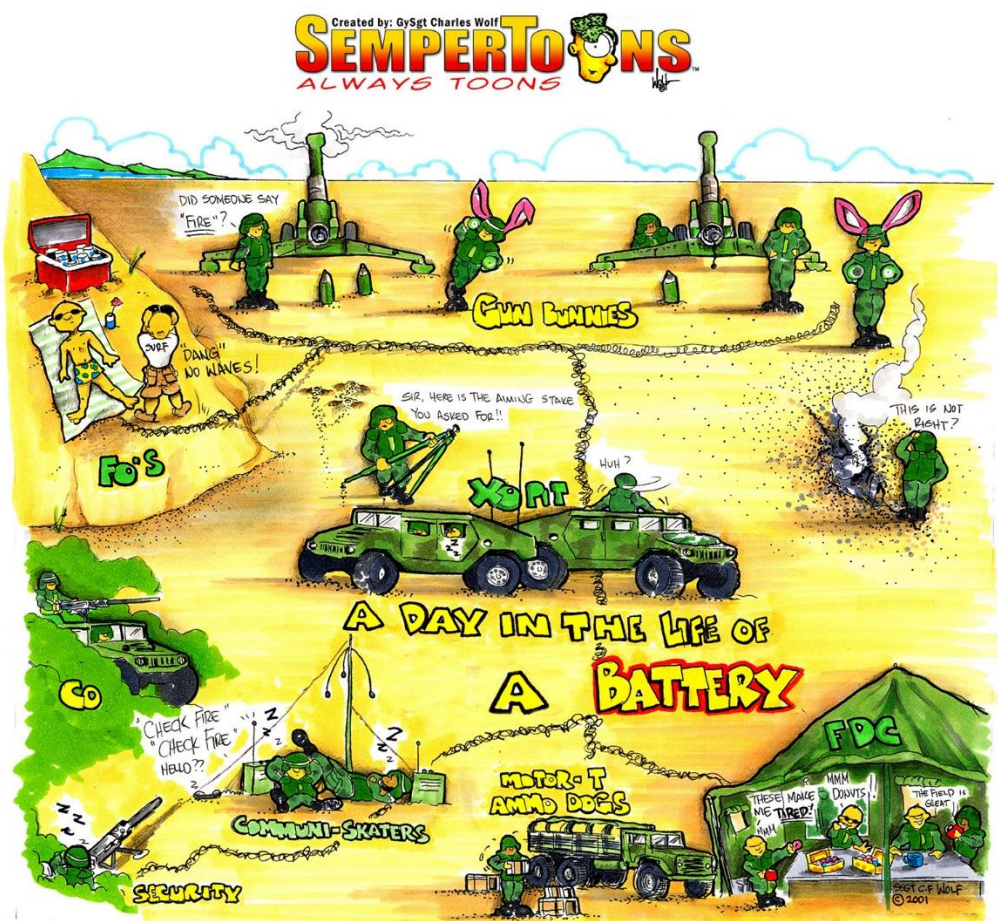 Created by: GySgt Charles Wolf
SEMPERTOONS™
ALWAYS TOONS
Wolf
DID SOMEONE SAY
"FIRE"?
GUN BUNNIES
SURF
"DANG"
NO WAVES!
FO'S
SIR, HERE IS THE AIMING STAKE
YOU ASKED FOR!!
THIS IS NOT
RIGHT?
XO PIT
HUH?
Z Z Z
A DAY IN THE LIFE OF
A BATTERY
CO
"CHECK FIRE"
"CHECK FIRE"
HELLO??
Z Z Z
Z Z Z
COMMUNI-SKATERS
Z Z Z
SECURITY
MOTOR-T
AMMO DOGS
FDC
THESE MAKE
ME TIRED!
MMM
MMM
DONUTS!
THE FIELD IS
GREAT!
SSGT C.F WOLF
© 2001